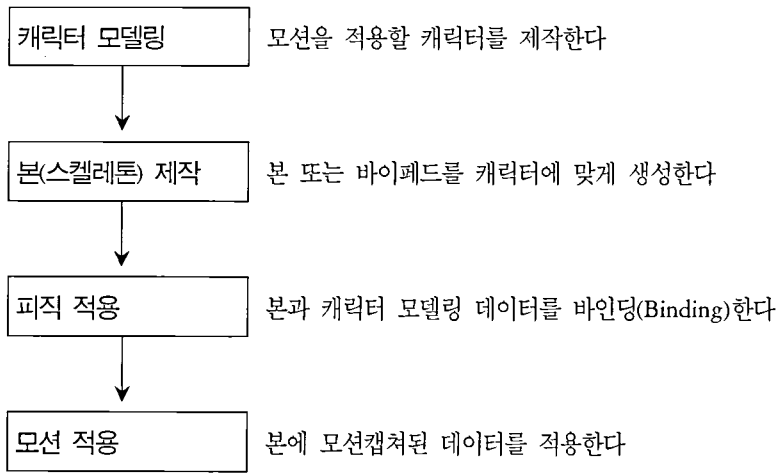 캐릭터 모델링 모션을 적용할 캐릭터를 제작한다
본(스켈레톤) 제작 본 또는 바이페드를 캐릭터에 맞게 생성한다
피직 적용 본과 캐릭터 모델링 데이터를 바인딩(Binding)한다
모션 적용 본에 모션캡쳐된 데이터를 적용한다